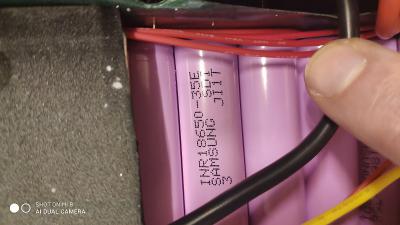 INR18650-35E
SAMSUNG SDI
3 JI1T
SHOT ON MI 8
AI DUAL CAMERA